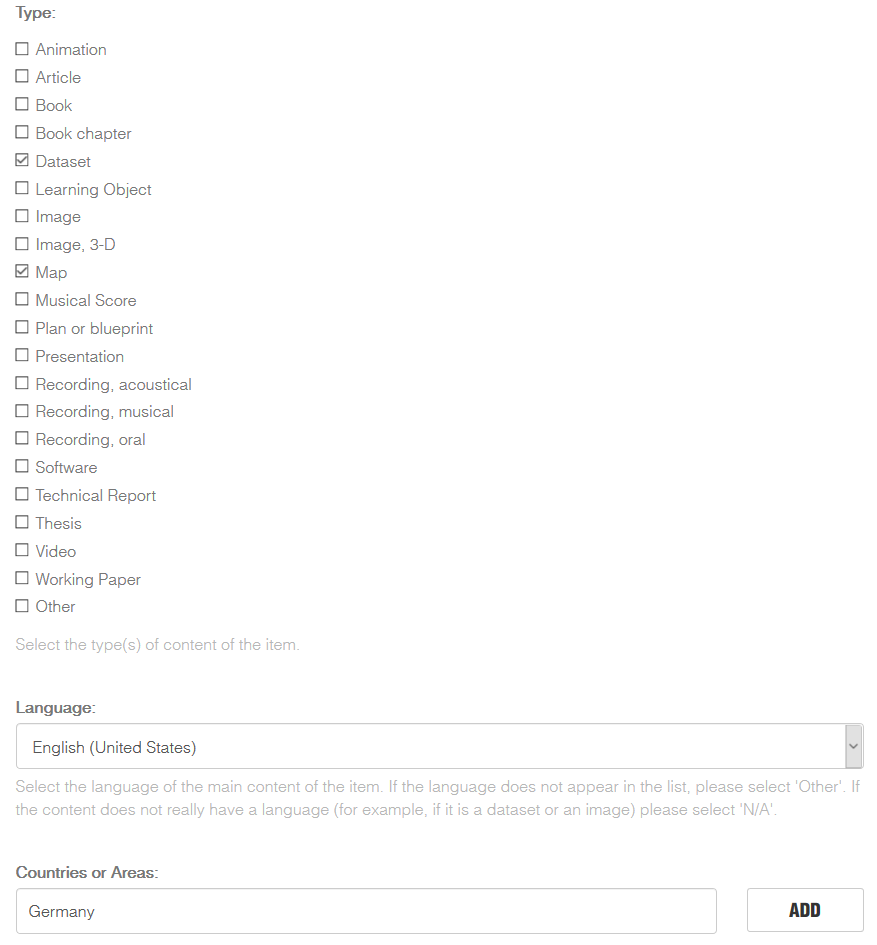 Type:
Animation
Article
Book
Book chapter
Dataset
Learning Object
Image
Image, 3-D
Map
Musical Score
Plan or blueprint
Presentation
Recording, acoustical
Recording, musical
Recording, oral
Software
Technical Report
Thesis
Video
Working Paper
Other
Select the type(s) of content of the item.
Language:
English (United States)
Select the language of the main content of the item. If the language does not appear in the list, please select 'Other'. If
the content does not really have a language (for example, if it is a dataset or an image) please select 'N/A'.
Countries or Areas:
Germany ADD